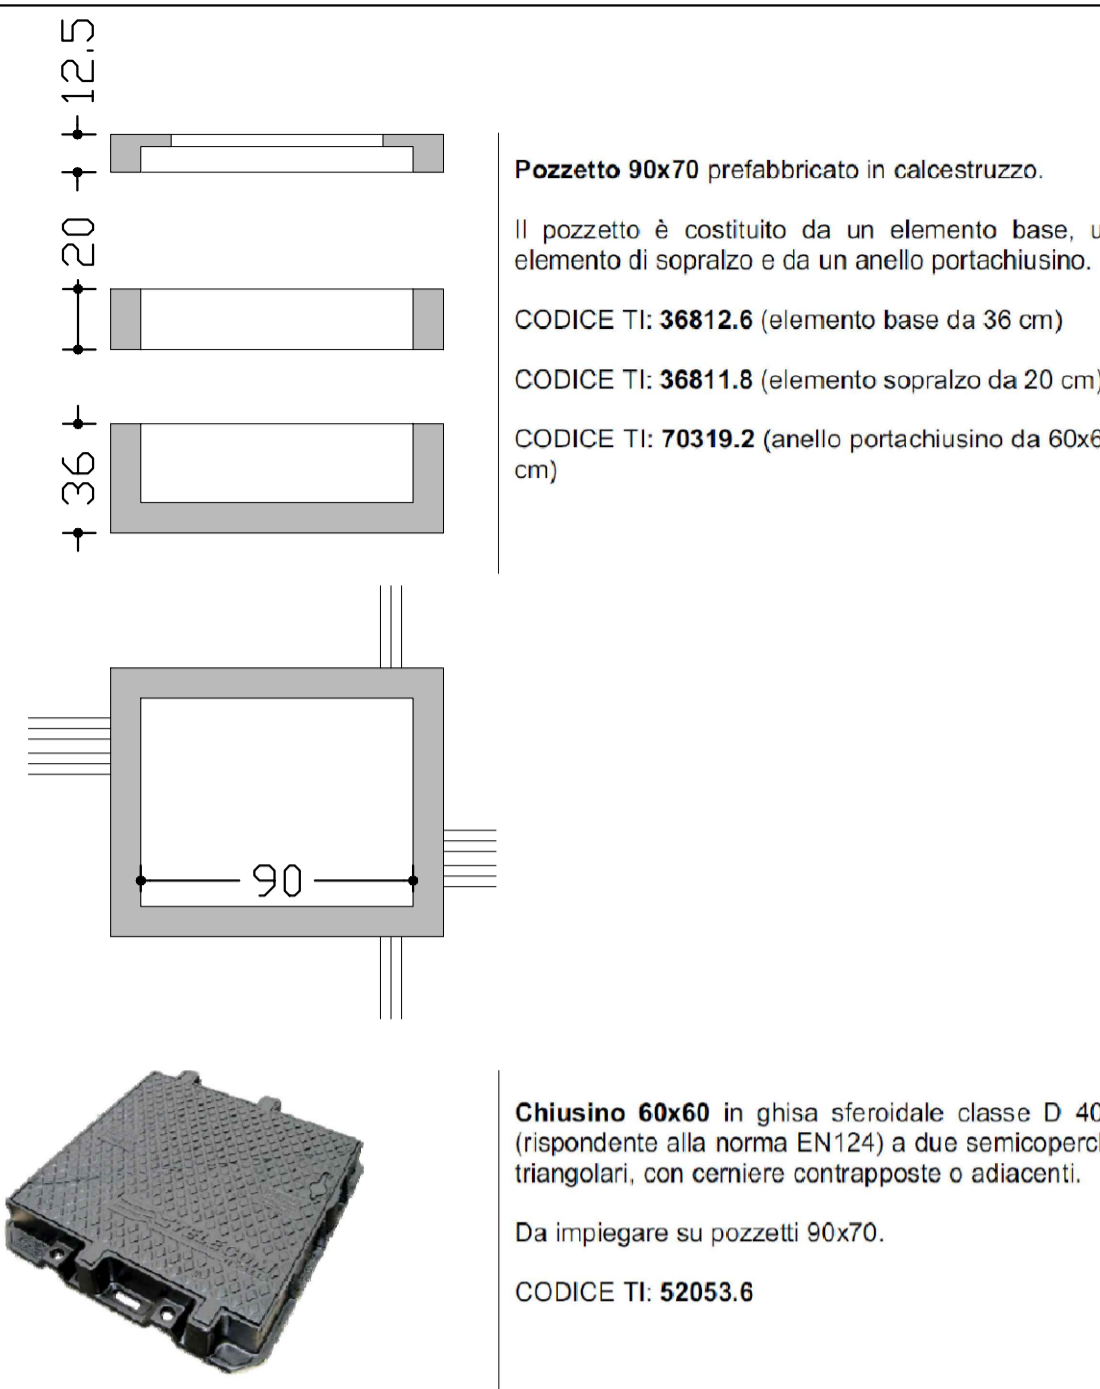 12.5
Pozzetto 90x70 prefabbricato in calcestruzzo.
20
Il pozzetto è costituito da un elemento base, u
elemento di sopralzo e da un anello portachiusino.
CODICE TI: 36812.6 (elemento base da 36 cm)
CODICE TI: 36811.8 (elemento sopralzo da 20 cm)
36
CODICE TI: 70319.2 (anello portachiusino da 60x6
cm)
90
Chiusino 60x60 in ghisa sferoidale classe D 40
(rispondente alla norma EN124) a due semicoperch
triangolari, con cerniere contrapposte o adiacenti.
Da impiegare su pozzetti 90x70.
CODICE TI: 52053.6